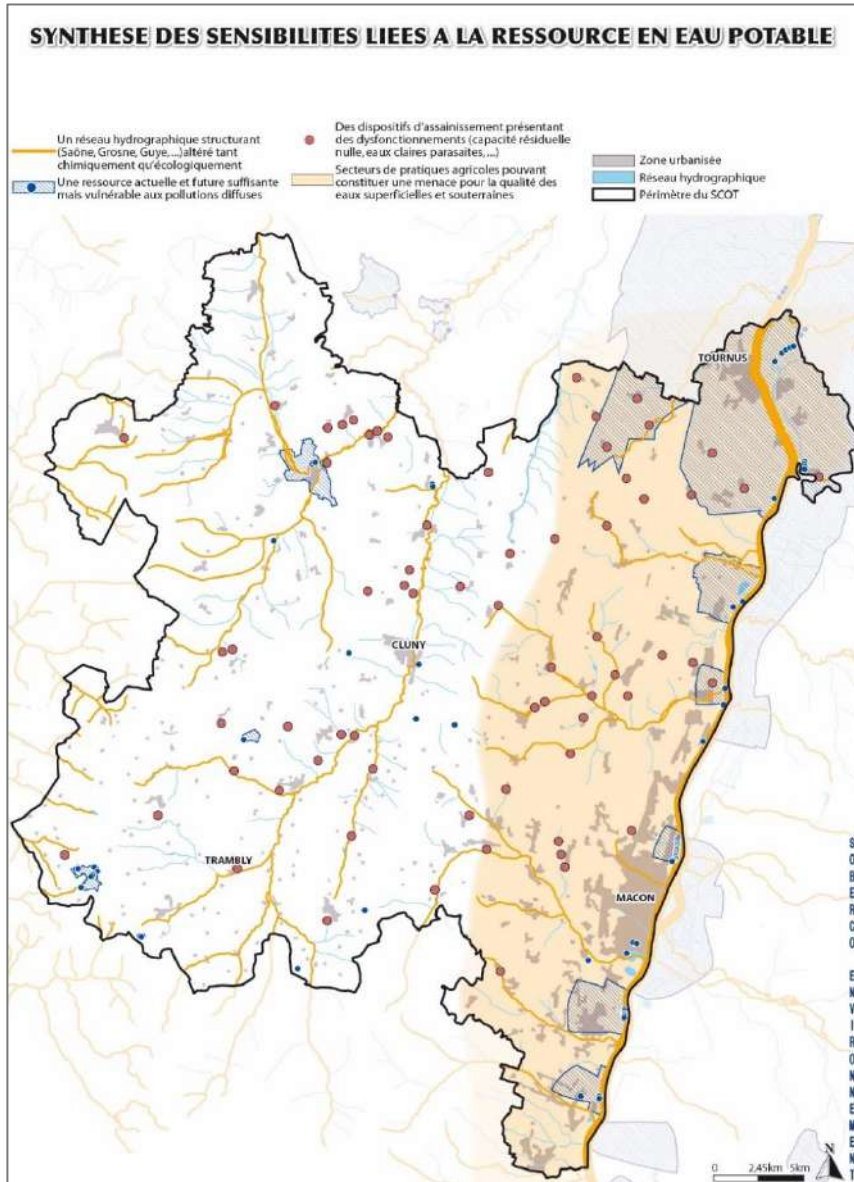 SYNTHESE DES SENSIBILITES LIEES A LA RESSOURCE EN EAU POTABLE
Un réseau hydrographique structurant
(Saône, Grosne, Guye, ...)altéré tant
chimiquement qu'écologiquement
Une ressource actuelle et future suffisante
mais vulnérable aux pollutions diffuses
Des dispositifs d'assainissement présentant
des dysfonctionnements (capacité résiduelle
nulle, eaux claires parasites, ...)
Secteurs de pratiques agricoles pouvant
constituer une menace pour la qualité des
eaux superficielles et souterraines
Zone urbanisée
Réseau hydrographique
Périmètre du SCOT
TOURNUS
CLUNY
TRAMBLY
MACON
SOBERCO ENVIRONNEMENT
N
0 2,45km 5km